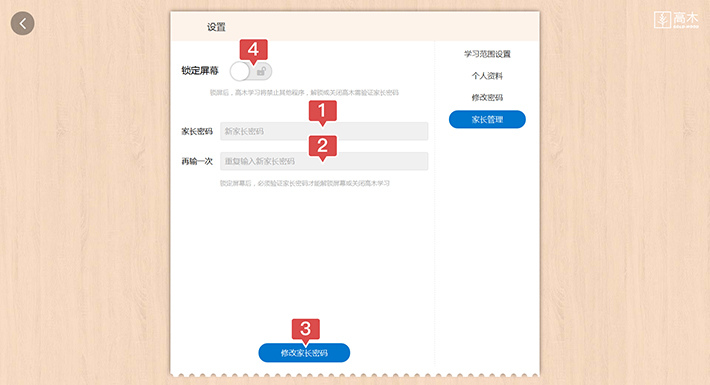 设置
高木
4
锁定屏幕
锁屏后，高木学习将禁止其他程序，解锁或关闭高木需验证家长密码
1
家长密码
新家长密码
2
再输一次
重复输入新家长密码
锁定屏幕后，必须验证家长密码才能解锁屏幕或关闭高木学习
3
修改家长密码
学习范围设置
个人资料
修改密码
家长管理